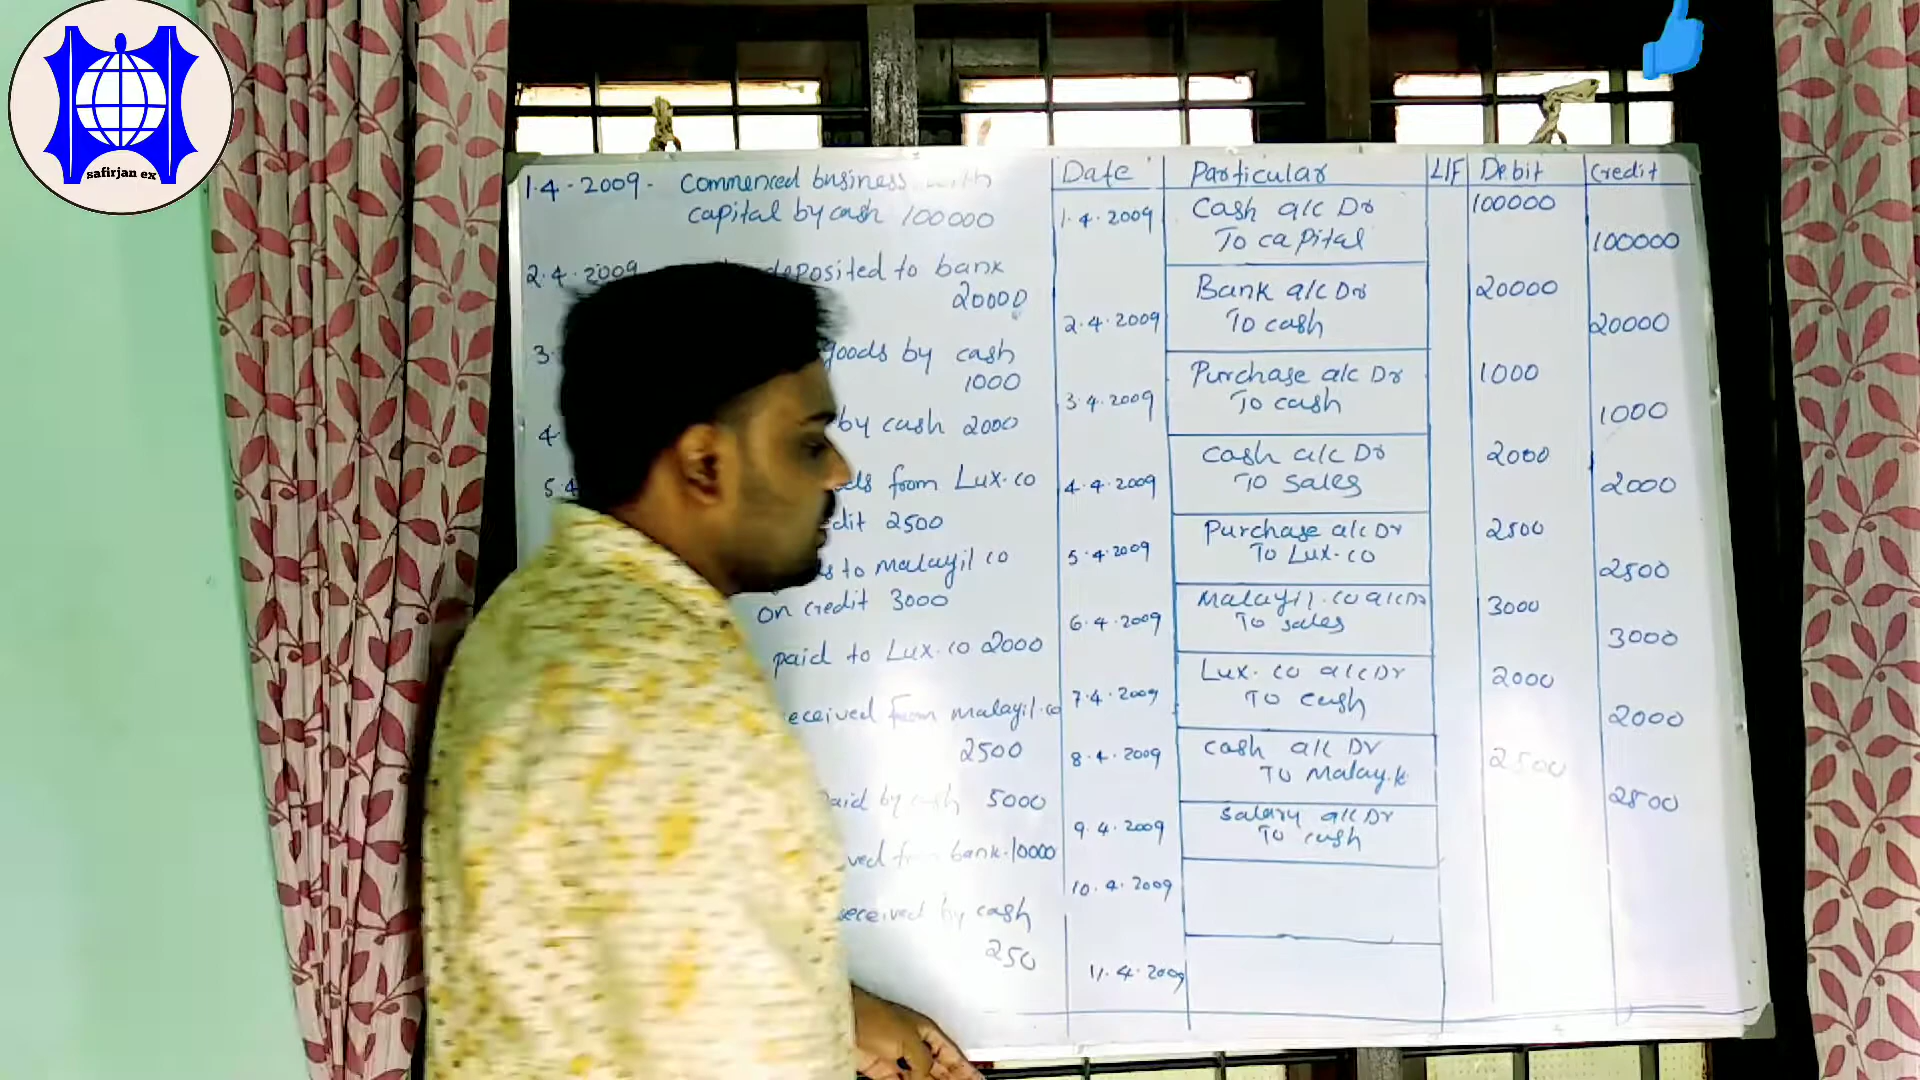 safirjan ex
1.4.2009. Commenced business with
capital by cash 100000
2.4.2009 deposited to bank
20000
3. goods by cash
1000
4. by cash 2000
5.4 from Lux.co
2500
to malayil co
on credit 3000
paid to Lux.co 2000
received from malayil.co
2500
Paid by cash 5000
from bank.10000
received by cash
250
Date Particular L/F Debit Credit
1.4.2009 Cash a/c Dr 100000
To capital 100000
Bank a/c Dr 20000
2.4.2009 To cash 20000
Purchase a/c Dr 1000
3.4.2009 To cash 1000
Cash a/c Dr 2000
4.4.2009 To Sales 2000
Purchase a/c Dr 2500
5.4.2009 To Lux.co 2500
Malayil.co a/c Dr 3000
6.4.2009 To sales 3000
Lux.co a/c Dr 2000
7.4.2009 To cash 2000
8.4.2009 cash a/c Dr 2500
To Malay.k 2500
9.4.2009 Salary a/c Dr
To cash
10.4.2009
11.4.2009